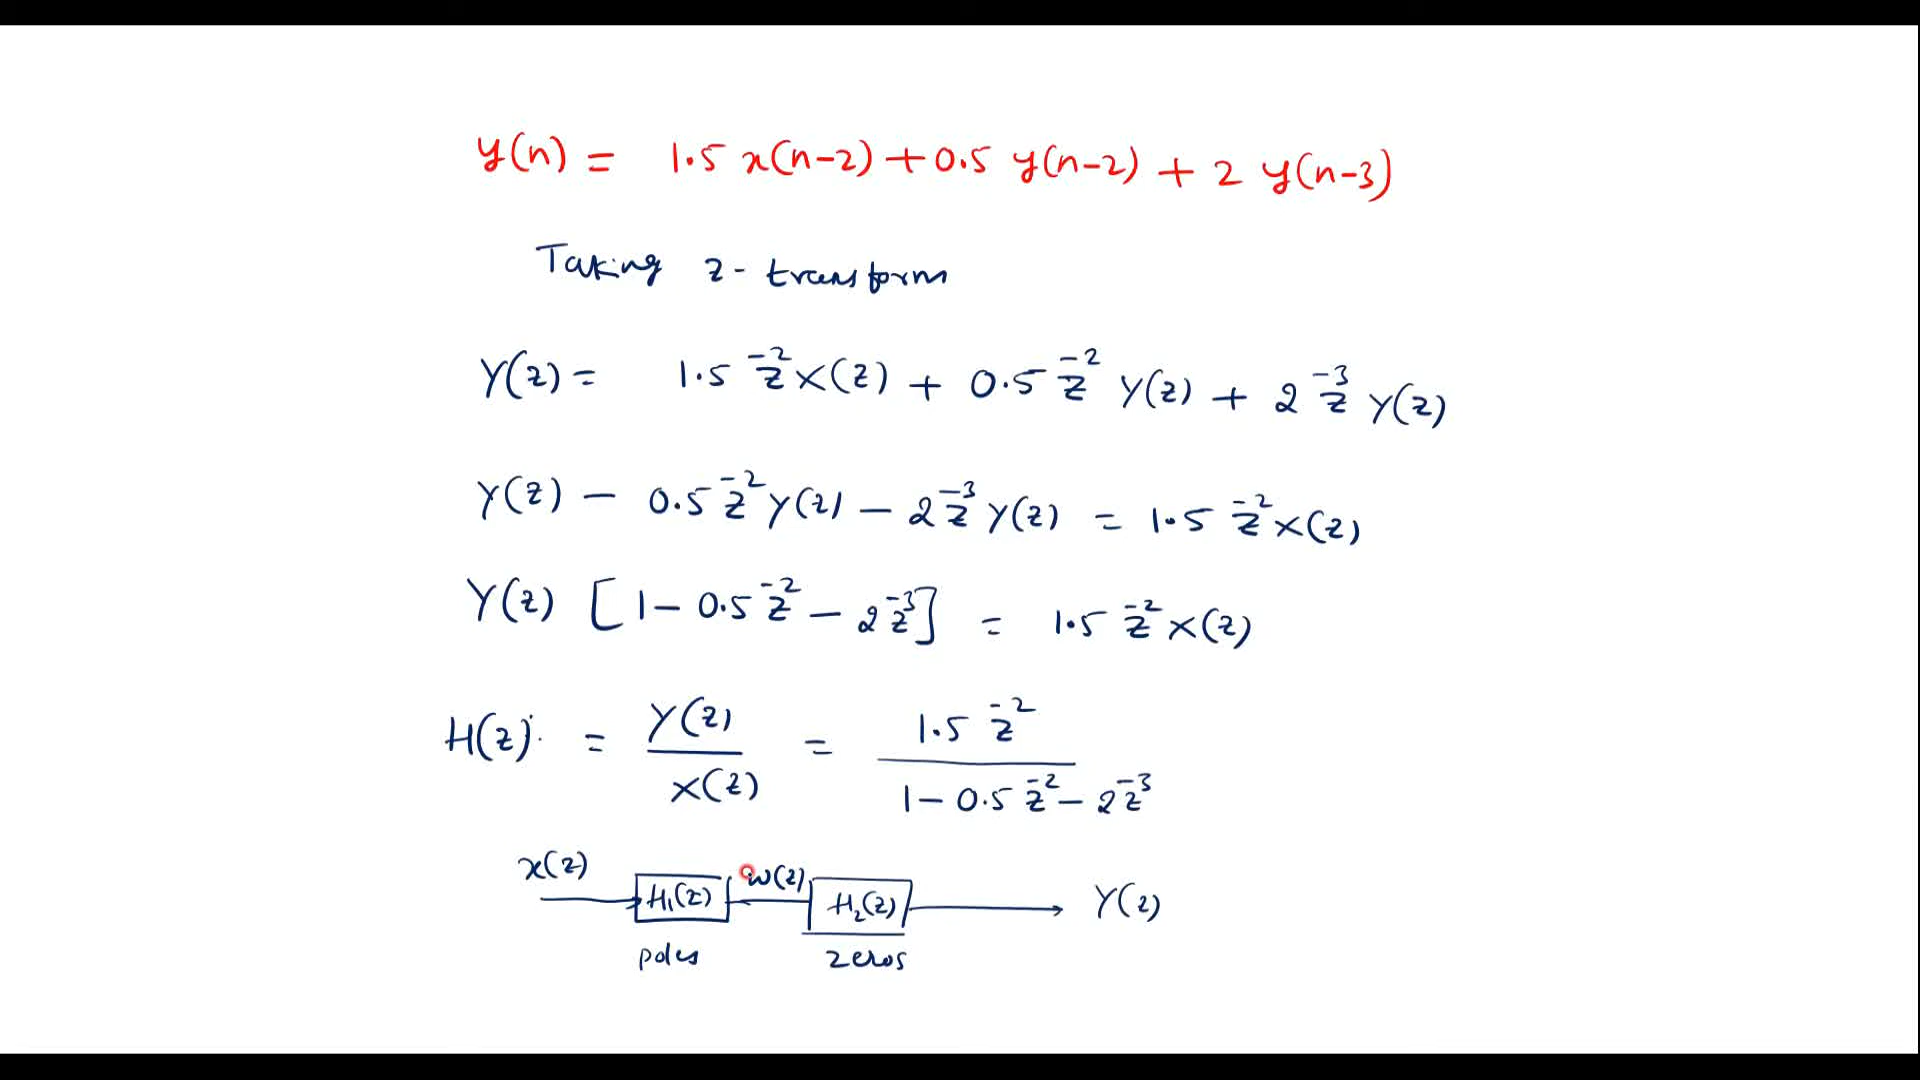 y(n) = 1.5 x(n-2) + 0.5 y(n-2) + 2 y(n-3)
Taking z-transform
Y(z) = 1.5 z⁻² X(z) + 0.5 z⁻² Y(z) + 2 z⁻³ Y(z)
Y(z) - 0.5 z⁻² Y(z) - 2 z⁻³ Y(z) = 1.5 z⁻² X(z)
Y(z) [1 - 0.5 z⁻² - 2 z⁻³] = 1.5 z⁻² X(z)
H(z) = Y(z) / X(z) = 1.5 z⁻² / 1 - 0.5 z⁻² - 2 z⁻³
x(z) H₁(z) w(z) H₂(z) Y(z)
poles zeros